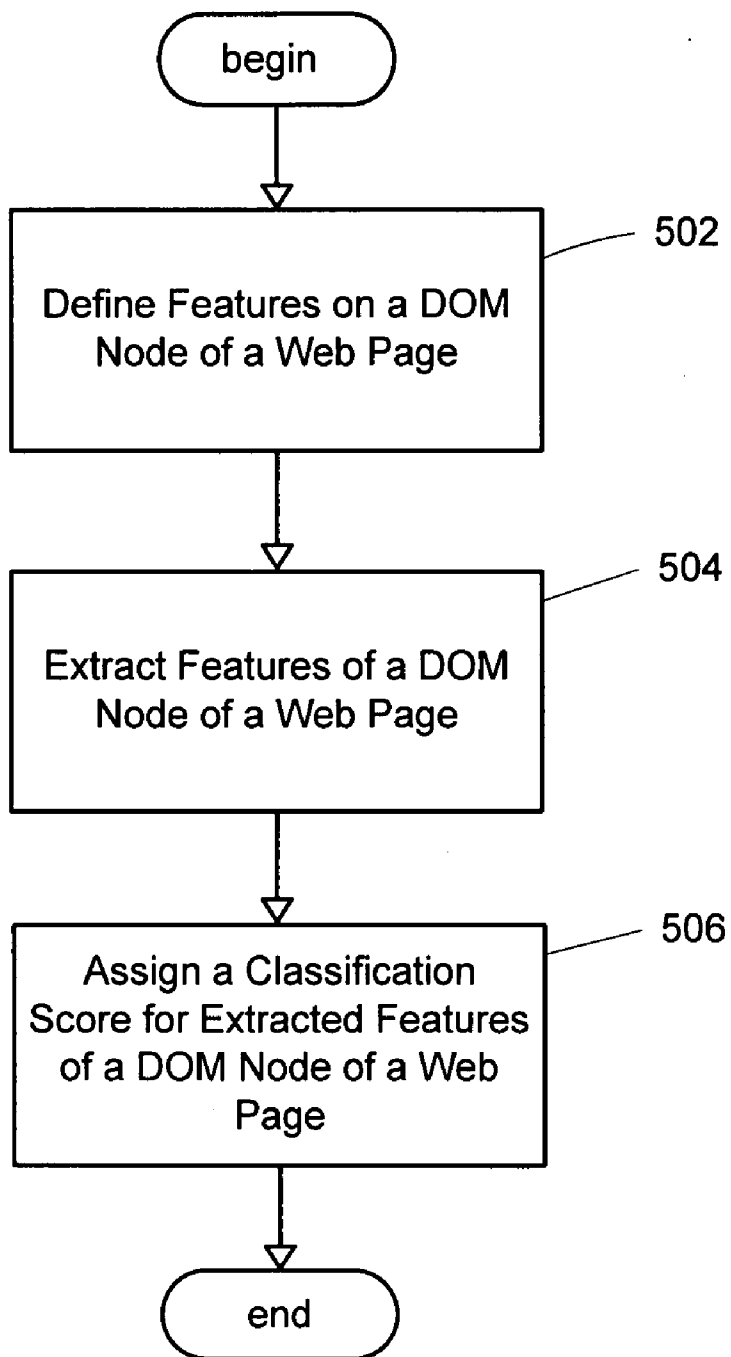 begin
502
Define Features on a DOM
Node of a Web Page
504
Extract Features of a DOM
Node of a Web Page
506
Assign a Classification
Score for Extracted Features
of a DOM Node of a Web
Page
end